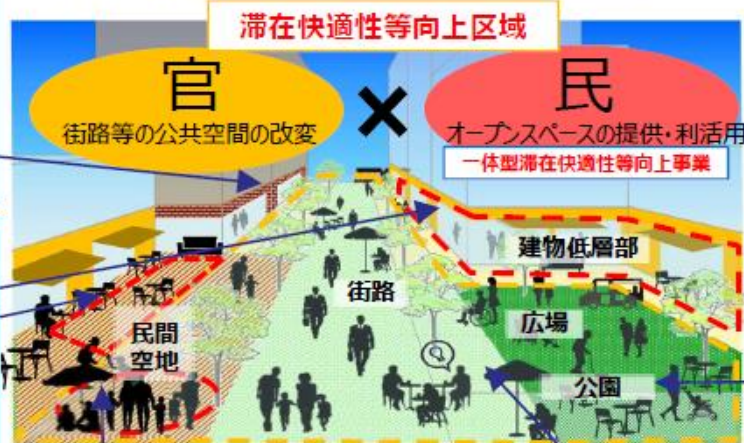 滞在快適性等向上区域
官
街路等の公共空間の改変
×
民
オープンスペースの提供・利活用
一体型滞在快適性等向上事業
建物低層部
街路
広場
民間
空地
公園